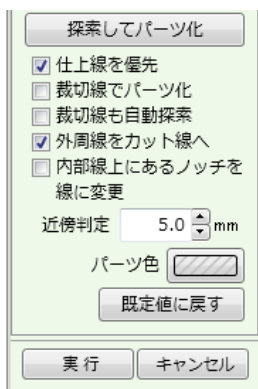 探索してパーツ化
仕上線を優先
裁切線でパーツ化
裁切線も自動探索
外周線をカット線へ
内部線上にあるノッチを
線に変更
近傍判定 5.0 mm
パーツ色
既定値に戻す
実行 キャンセル